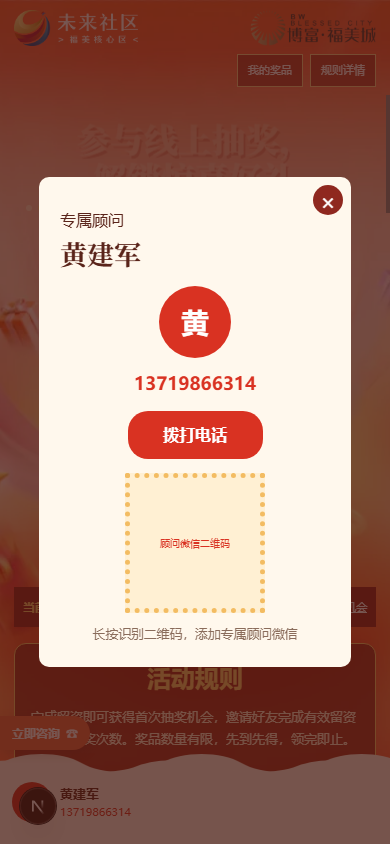 未来社区
> 福莱核心区 <
BLESSED CITY
博富·福美城
我的奖品
规则详情
参与线上抽奖,
专属顾问
黄建军
黄
13719866314
拨打电话
顾问微信二维码
长按识别二维码，添加专属顾问微信
机会
活动规则
完成留资即可获得首次抽奖机会，邀请好友完成有效留资
奖次数。奖品数量有限，先到先得，领完即止。
立即咨询 ☎
N
黄建军
13719866314